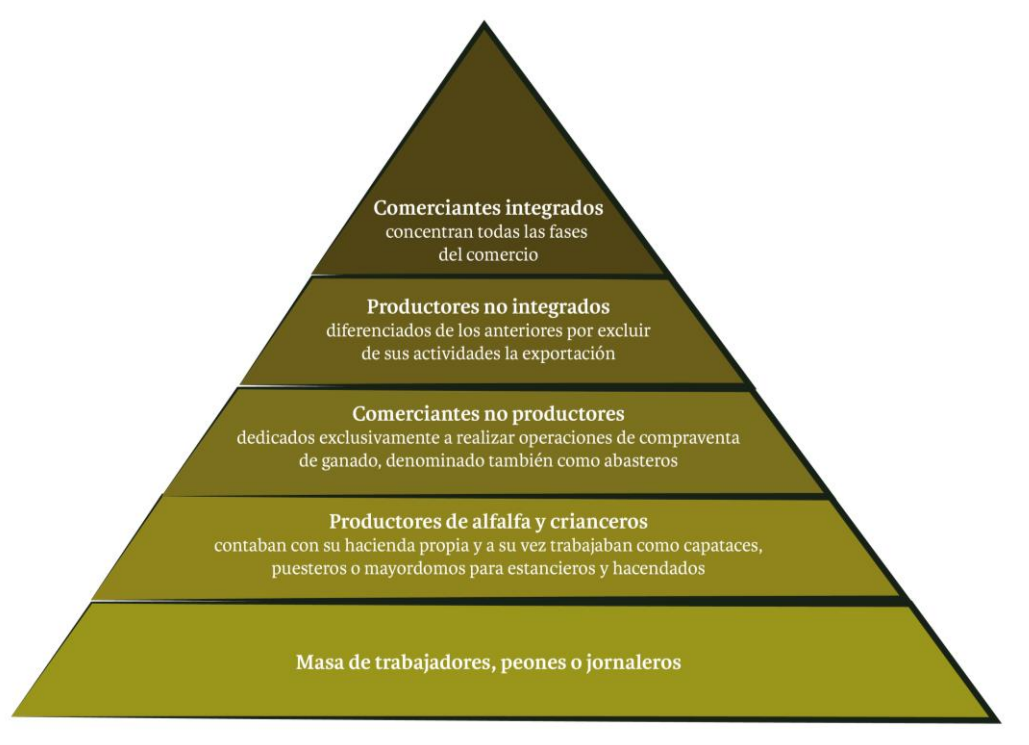 Comerciantes integrados
concentran todas las fases
del comercio
Productores no integrados
diferenciados de los anteriores por excluir
de sus actividades la exportación
Comerciantes no productores
dedicados exclusivamente a realizar operaciones de compraventa
de ganado, denominado también como abasteros
Productores de alfalfa y crianceros
contaban con su hacienda propia y a su vez trabajaban como capataces,
puesteros o mayordomos para estancieros y hacendados
Masa de trabajadores, peones o jornaleros